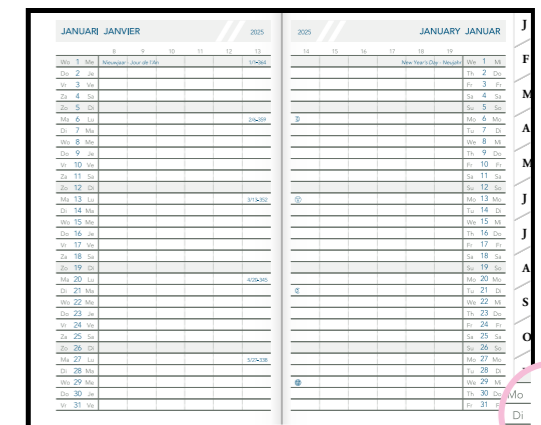 JANUARI JANVIER 2025
8 9 10 11 12 13
Wo 1 Me Nieuwjaar - Jour de l'An 1/1-364
Do 2 Je
Vr 3 Ve
Za 4 Sa
Zo 5 Di
Ma 6 Lu 2/6-359
Di 7 Ma
Wo 8 Me
Do 9 Je
Vr 10 Ve
Za 11 Sa
Zo 12 Di
Ma 13 Lu 3/13-352
Di 14 Ma
Wo 15 Me
Do 16 Je
Vr 17 Ve
Za 18 Sa
Zo 19 Di
Ma 20 Lu 4/20-345
Di 21 Ma
Wo 22 Me
Do 23 Je
Vr 24 Ve
Za 25 Sa
Zo 26 Di
Ma 27 Lu 5/27-338
Di 28 Ma
Wo 29 Me
Do 30 Je
Vr 31 Ve
2025 JANUARY JANUAR
14 15 16 17 18 19
New Year's Day - Neujahr We 1 Mi
Th 2 Do
Fr 3 Fr
Sa 4 Sa
Su 5 So
Mo 6 Mo
Tu 7 Di
We 8 Mi
Th 9 Do
Fr 10 Fr
Sa 11 Sa
Su 12 So
Mo 13 Mo
Tu 14 Di
We 15 Mi
Th 16 Do
Fr 17 Fr
Sa 18 Sa
Su 19 So
Mo 20 Mo
Tu 21 Di
We 22 Mi
Th 23 Do
Fr 24 Fr
Sa 25 Sa
Su 26 So
Mo 27 Mo
Tu 28 Di
We 29 Mi
Th 30 Do
Fr 31 F
J
F
M
A
M
J
J
A
S
O
Mo
Di